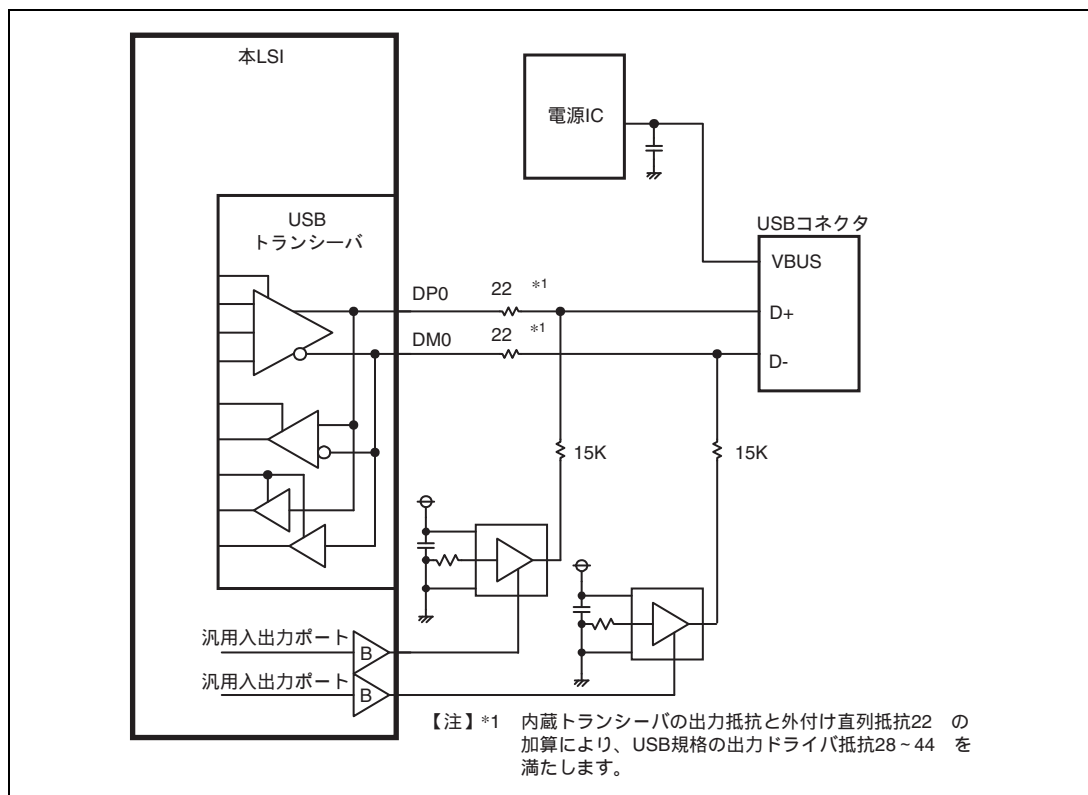 本LSI
電源IC
USB
トランシーバ
USBコネクタ
VBUS
DP0
22 *1
D+
DM0
22 *1
D-
15K
15K
汎用入出力ポート
B
汎用入出力ポート
B
【注】*1 内蔵トランシーバの出力抵抗と外付け直列抵抗22 の
加算により、USB規格の出力ドライバ抵抗28～44 を
満たします。